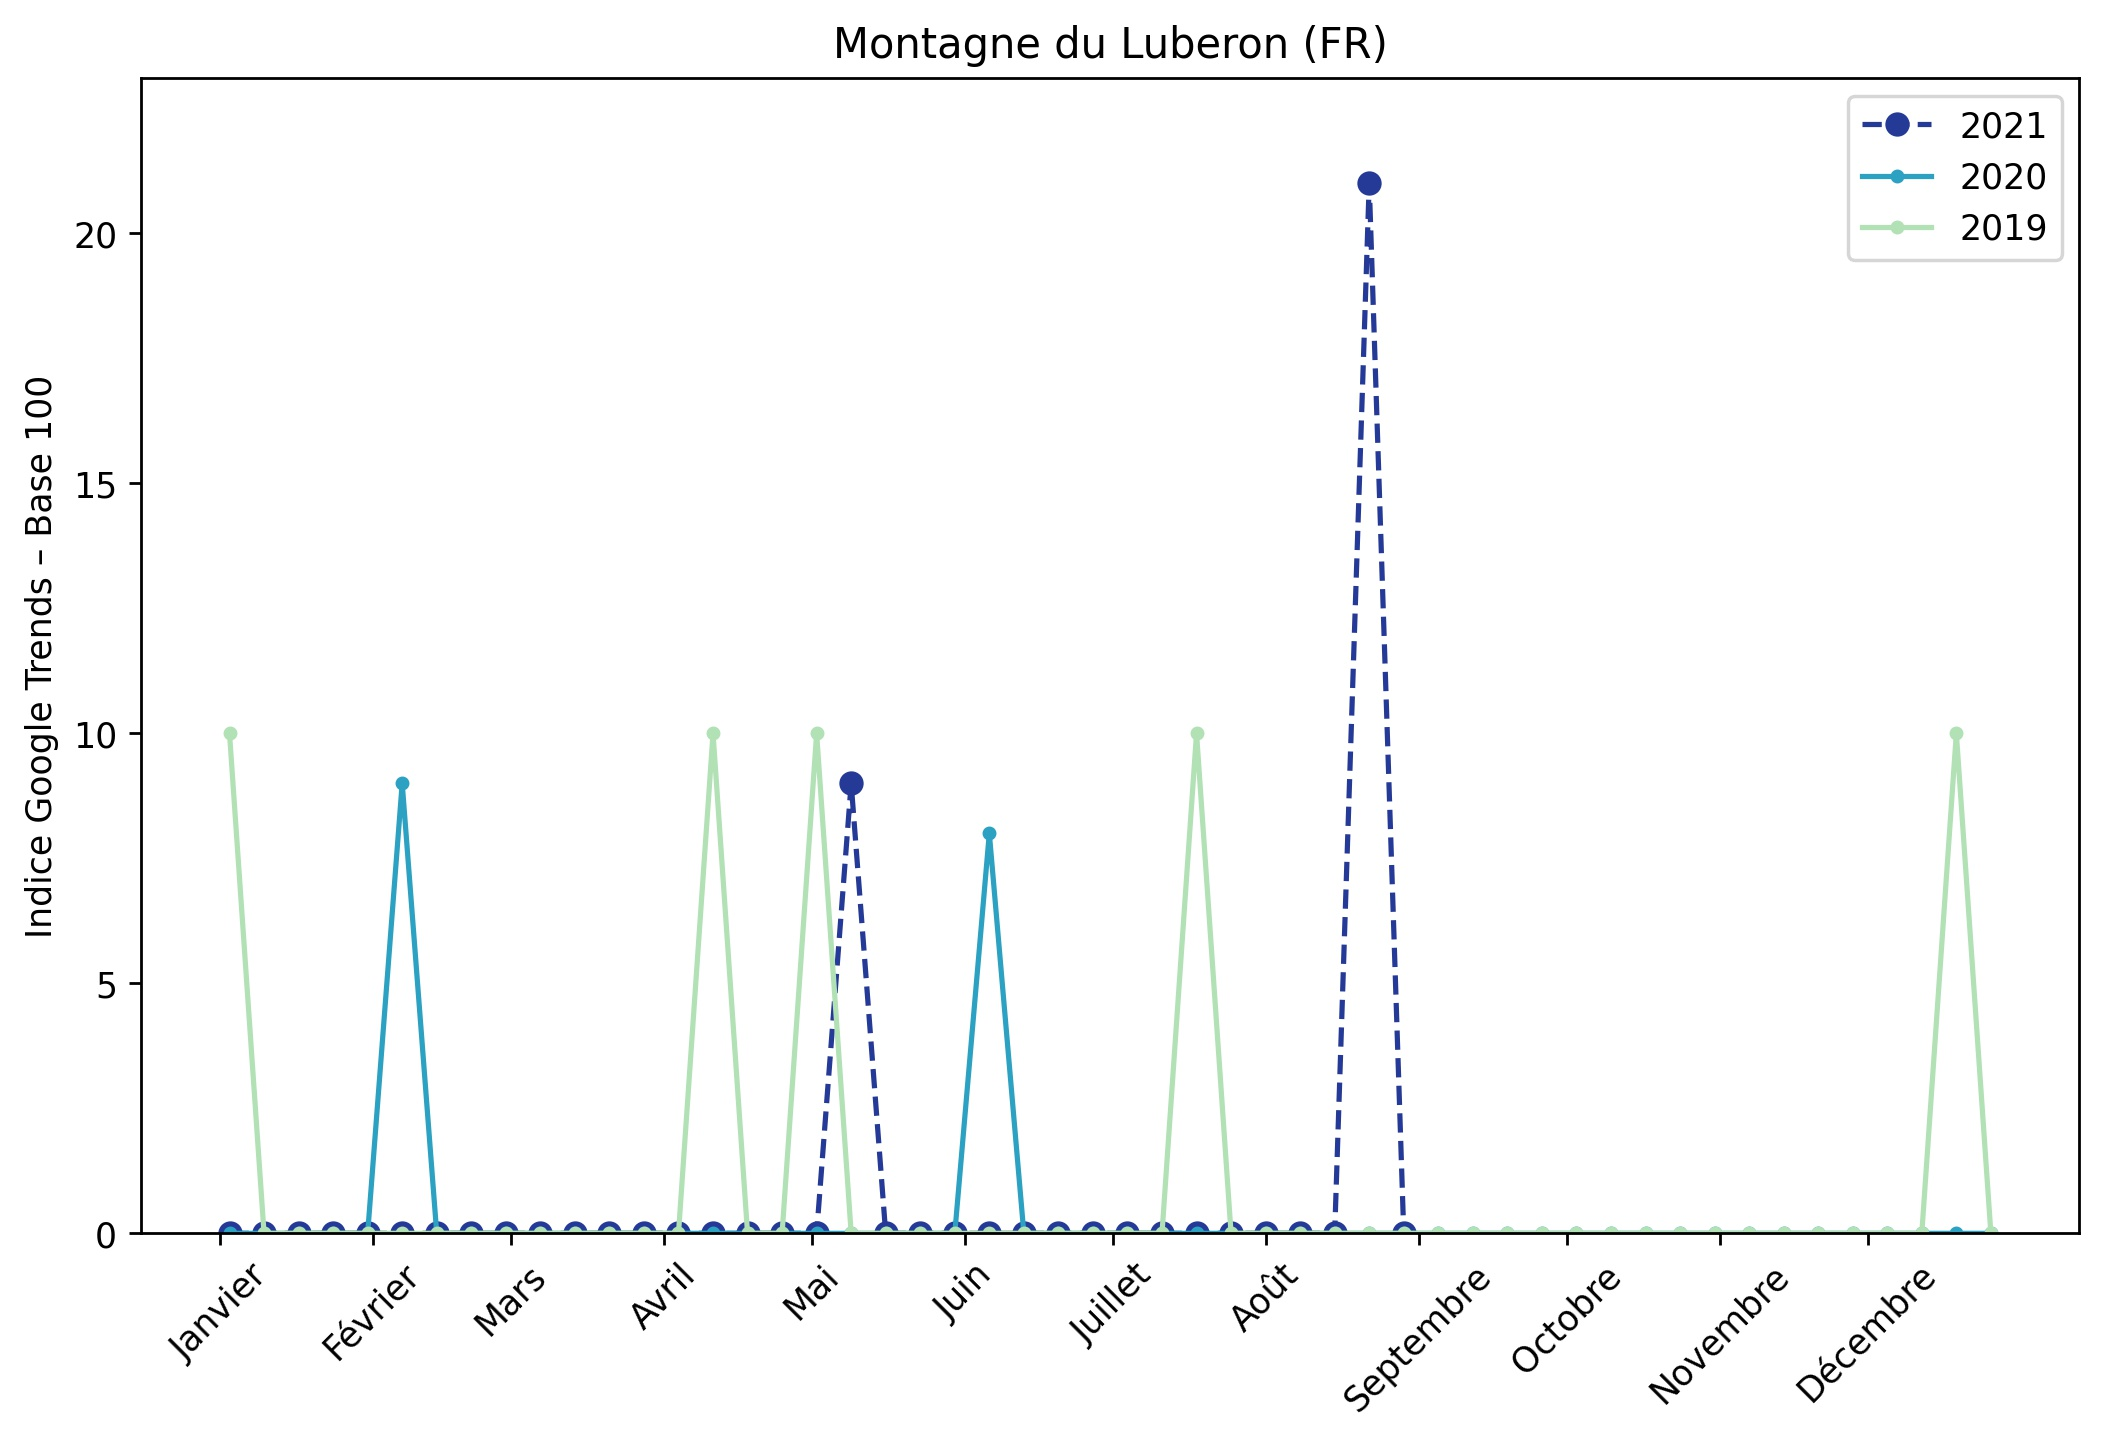 Montagne du Luberon (FR)
2021
2020
2019
Indice Google Trends – Base 100
20
15
10
5
0
Janvier
Février
Mars
Avril
Mai
Juin
Juillet
Août
Septembre
Octobre
Novembre
Décembre